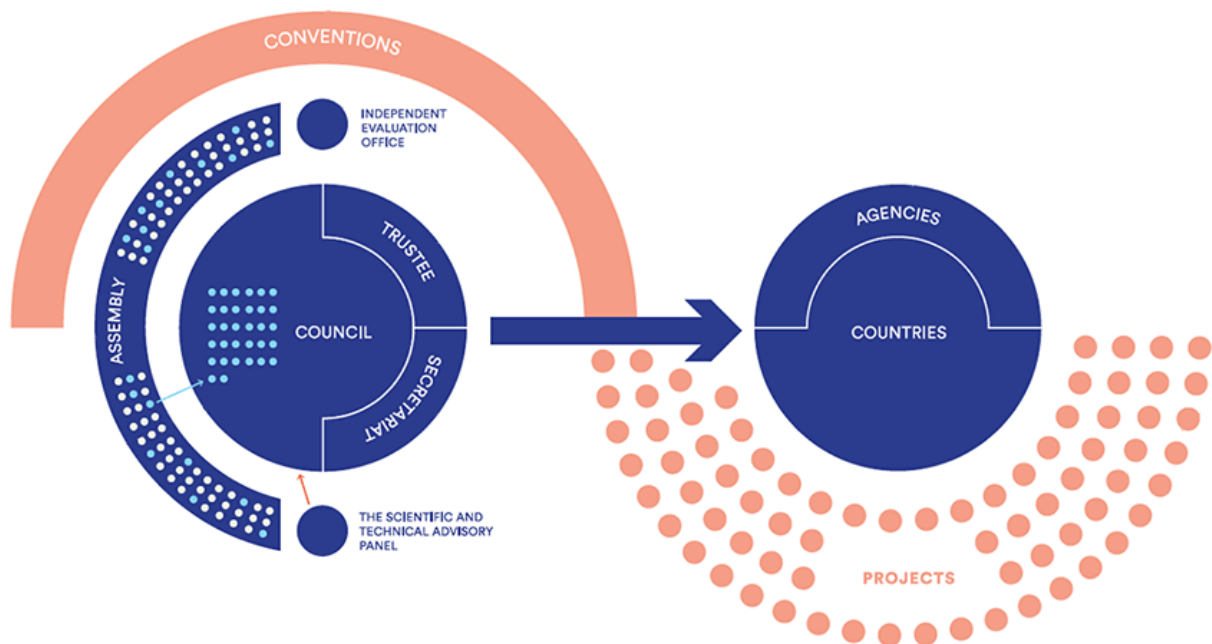 CONVENTIONS
INDEPENDENT
EVALUATION
OFFICE
ASSEMBLY
TRUSTEE
COUNCIL
SECRETARIAT
THE SCIENTIFIC AND
TECHNICAL ADVISORY
PANEL
AGENCIES
COUNTRIES
PROJECTS